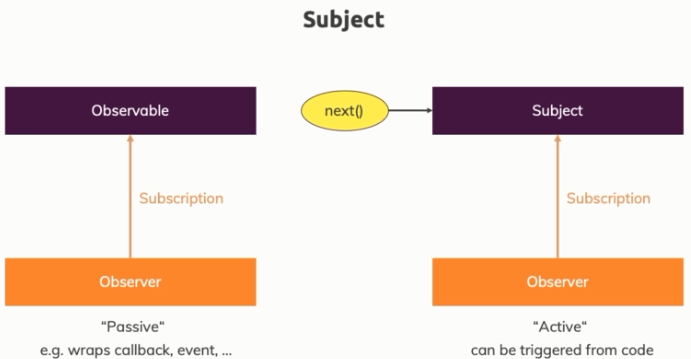 Subject
Observable
next()
Subject
Subscription
Subscription
Observer
Observer
“Passive“
“Active“
e.g. wraps callback, event, ...
can be triggered from code